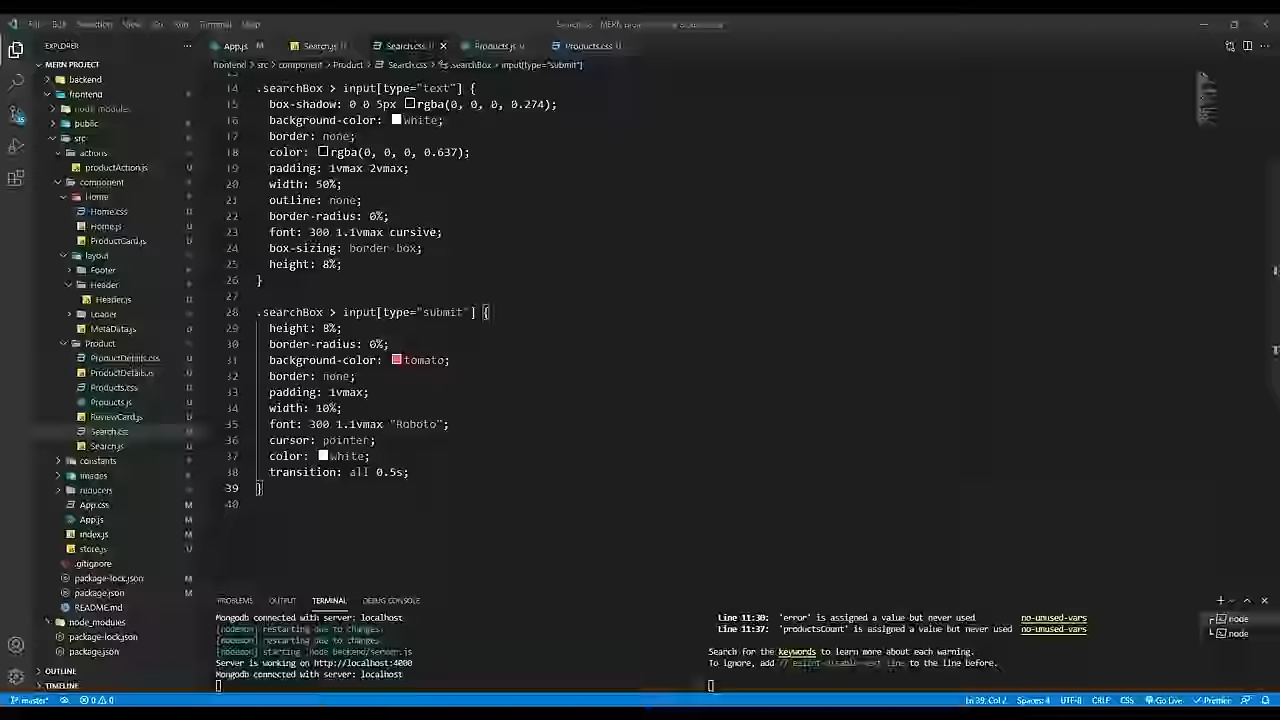 File Edit Selection View Go Run Terminal Help
EXPLORER
MERN PROJECT
backend
frontend
node_modules
public
src
actions
productAction.js U
component
Home
Home.css U
Home.js U
ProductCard.js U
layout
Footer
Header
Header.js U
Loader
MetaData.js U
Product
ProductDetails.css U
ProductDetails.js U
Products.css U
Products.js U
ReviewCard.js U
Search.css U
Search.js U
constants
images
reducers
App.css M
App.js M
index.js M
store.js U
.gitignore
package-lock.json M
package.json M
README.md
node_modules
package-lock.json
package.json
OUTLINE
TIMELINE
App.js M Search.js U Search.css U Products.js U Products.css U
frontend > src > component > Product > Search.css > .searchBox > input[type="submit"]
14 .searchBox > input[type="text"] {
15 box-shadow: 0 0 5px rgba(0, 0, 0, 0.274);
16 background-color: white;
17 border: none;
18 color: rgba(0, 0, 0, 0.637);
19 padding: 1vmax 2vmax;
20 width: 50%;
21 outline: none;
22 border-radius: 0%;
23 font: 300 1.1vmax cursive;
24 box-sizing: border-box;
25 height: 8%;
26 }
27
28 .searchBox > input[type="submit"] {
29 height: 8%;
30 border-radius: 0%;
31 background-color: tomato;
32 border: none;
33 padding: 1vmax;
34 width: 10%;
35 font: 300 1.1vmax "Roboto";
36 cursor: pointer;
37 color: white;
38 transition: all 0.5s;
39 }
40
PROBLEMS OUTPUT TERMINAL DEBUG CONSOLE
Mongodb connected with server: localhost
[nodemon] restarting due to changes...
[nodemon] restarting due to changes...
[nodemon] starting `node backend/server.js`
Server is working on http://localhost:4000
Mongodb connected with server: localhost
Line 11:30: 'error' is assigned a value but never used no-unused-vars
Line 11:37: 'productsCount' is assigned a value but never used no-unused-vars
Search for the keywords to learn more about each warning.
To ignore, add // eslint-disable-next-line to the line before.
node
node
master* 0 0 Spaces: 4 UTF-8 CRLF CSS Go Live Prettier